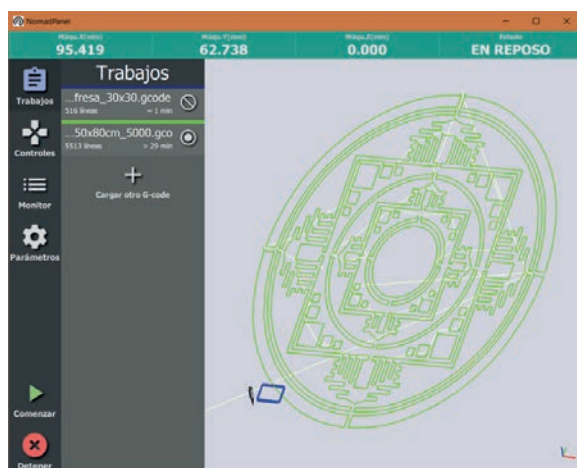 NomadPanel
Máqu.X(mm) Máqu.Y(mm) Máqu.Z(mm) Estado
95.419 62.738 0.000 EN REPOSO
Trabajos
Trabajos
...fresa_30x30.gcode
516 líneas ≈ 1 min
...50x80cm_5000.gco
5513 líneas > 29 min
Cargar otro G-code
Controles
Monitor
Parámetros
Comenzar
Detener